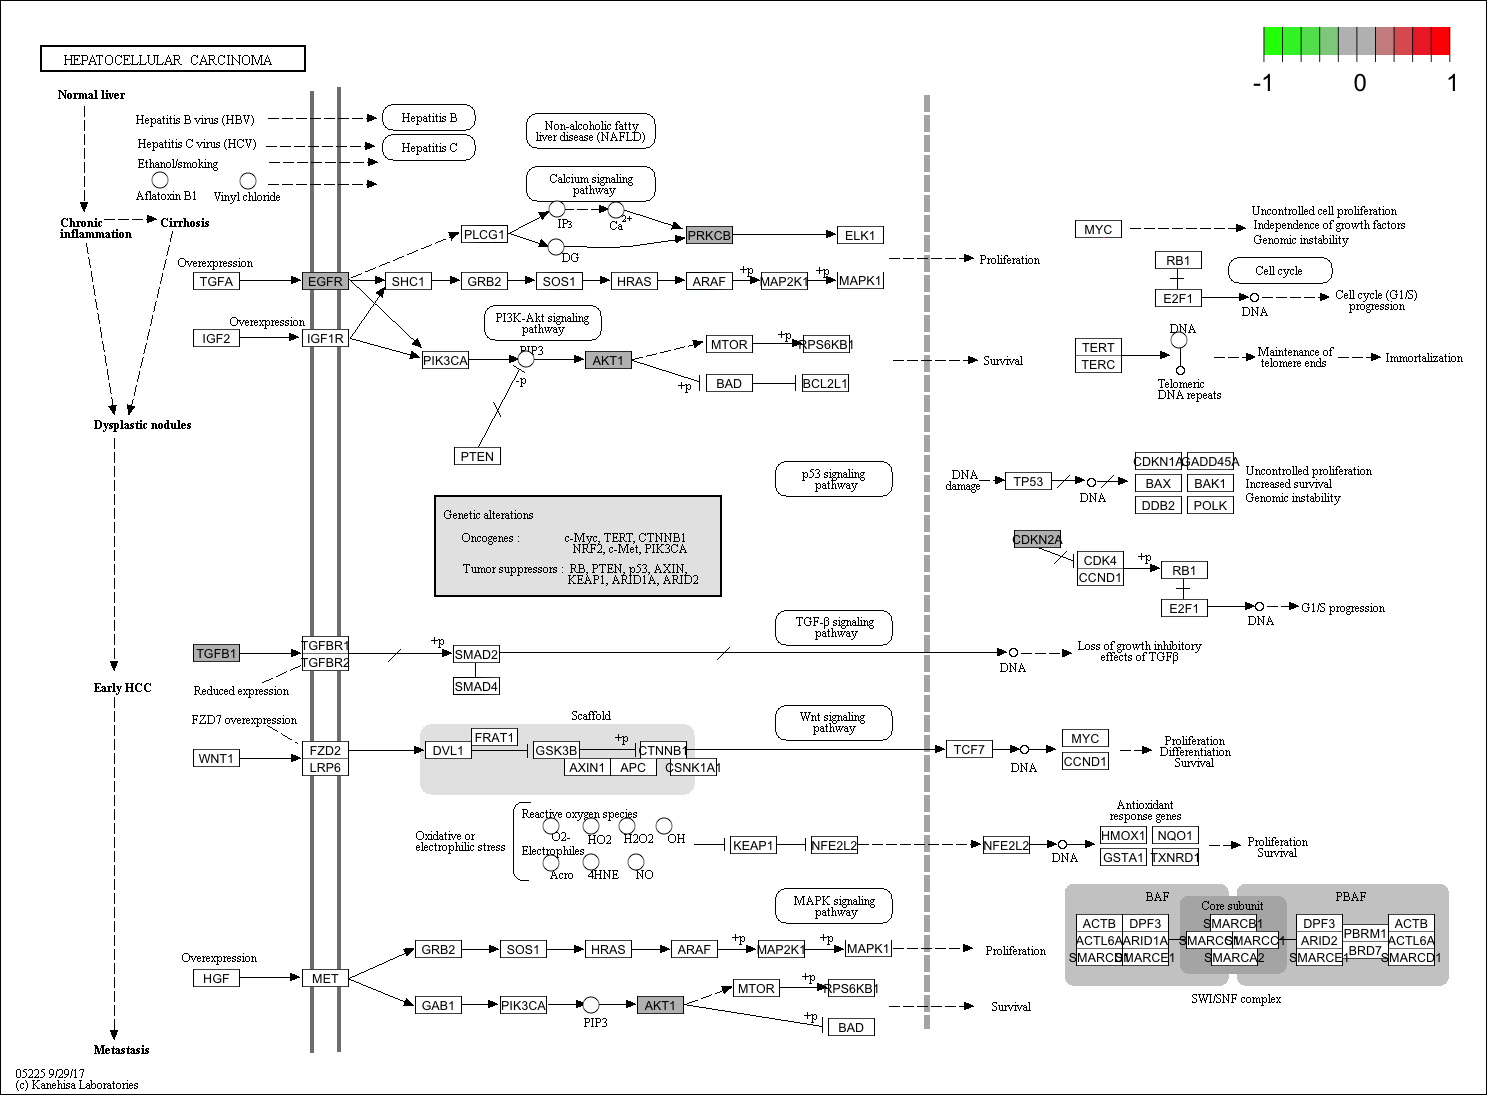 HEPATOCELLULAR CARCINOMA
-1 0 1
Normal liver
Hepatitis B virus (HBV)
Hepatitis B
Hepatitis C virus (HCV)
Hepatitis C
Ethanol/smoking
Aflatoxin B1
Vinyl chloride
Non-alcoholic fatty
liver disease (NAFLD)
Calcium signaling
pathway
Chronic
inflammation
Cirrhosis
IP3
Ca2+
DG
PLCG1
PRKCB
ELK1
Overexpression
TGFA
EGFR
SHC1
GRB2
SOS1
HRAS
ARAF
+p
MAP2K1
+p
MAPK1
Proliferation
Overexpression
IGF2
IGF1R
PI3K-Akt signaling
pathway
PIK3CA
PIP3
-p
AKT1
MTOR
+p
RPS6KB1
+p
BAD
BCL2L1
Survival
PTEN
MYC
Uncontrolled cell proliferation
Independence of growth factors
Genomic instability
RB1
E2F1
Cell cycle
DNA
Cell cycle (G1/S)
progression
TERT
TERC
DNA
Telomeric
DNA repeats
Maintenance of
telomere ends
Immortalization
Dysplastic nodules
p53 signaling
pathway
DNA
damage
TP53
DNA
CDKN1A
GADD45A
BAX
BAK1
DDB2
POLK
Uncontrolled proliferation
Increased survival
Genomic instability
Genetic alterations
Oncogenes : c-Myc, TERT, CTNNB1
NRF2, c-Met, PIK3CA
Tumor suppressors : RB, PTEN, p53, AXIN,
KEAP1, ARID1A, ARID2
CDKN2A
CDK4
CCND1
+p
RB1
E2F1
DNA
G1/S progression
TGF-β signaling
pathway
TGFB1
TGFBR1
TGFBR2
Reduced expression
+p
SMAD2
SMAD4
DNA
Loss of growth inhibitory
effects of TGFβ
Early HCC
FZD7 overexpression
WNT1
FZD2
LRP6
Scaffold
DVL1
FRAT1
GSK3B
+p
CTNNB1
AXIN1
APC
CSNK1A1
Wnt signaling
pathway
TCF7
DNA
MYC
CCND1
Proliferation
Differentiation
Survival
Oxidative or
electrophilic stress
Reactive oxygen species
O2-
HO2
H2O2
OH
Electrophiles
Acro
4HNE
NO
KEAP1
NFE2L2
NFE2L2
DNA
Antioxidant
response genes
HMOX1
NQO1
GSTA1
TXNRD1
Proliferation
Survival
MAPK signaling
pathway
Overexpression
HGF
MET
GRB2
SOS1
HRAS
ARAF
+p
MAP2K1
+p
MAPK1
Proliferation
GAB1
PIK3CA
PIP3
AKT1
MTOR
+p
RPS6KB1
+p
BAD
Survival
BAF
PBAF
Core subunit
ACTB
DPF3
SMARCB1
DPF3
ACTB
ACTL6A
ARID1A
SMARCC1
SMARCC1
ARID2
PBRM1
ACTL6A
SMARCD1
SMARCE1
SMARCA2
SMARCE1
BRD7
SMARCD1
SWI/SNF complex
Metastasis
05225 9/29/17
(c) Kanehisa Laboratories